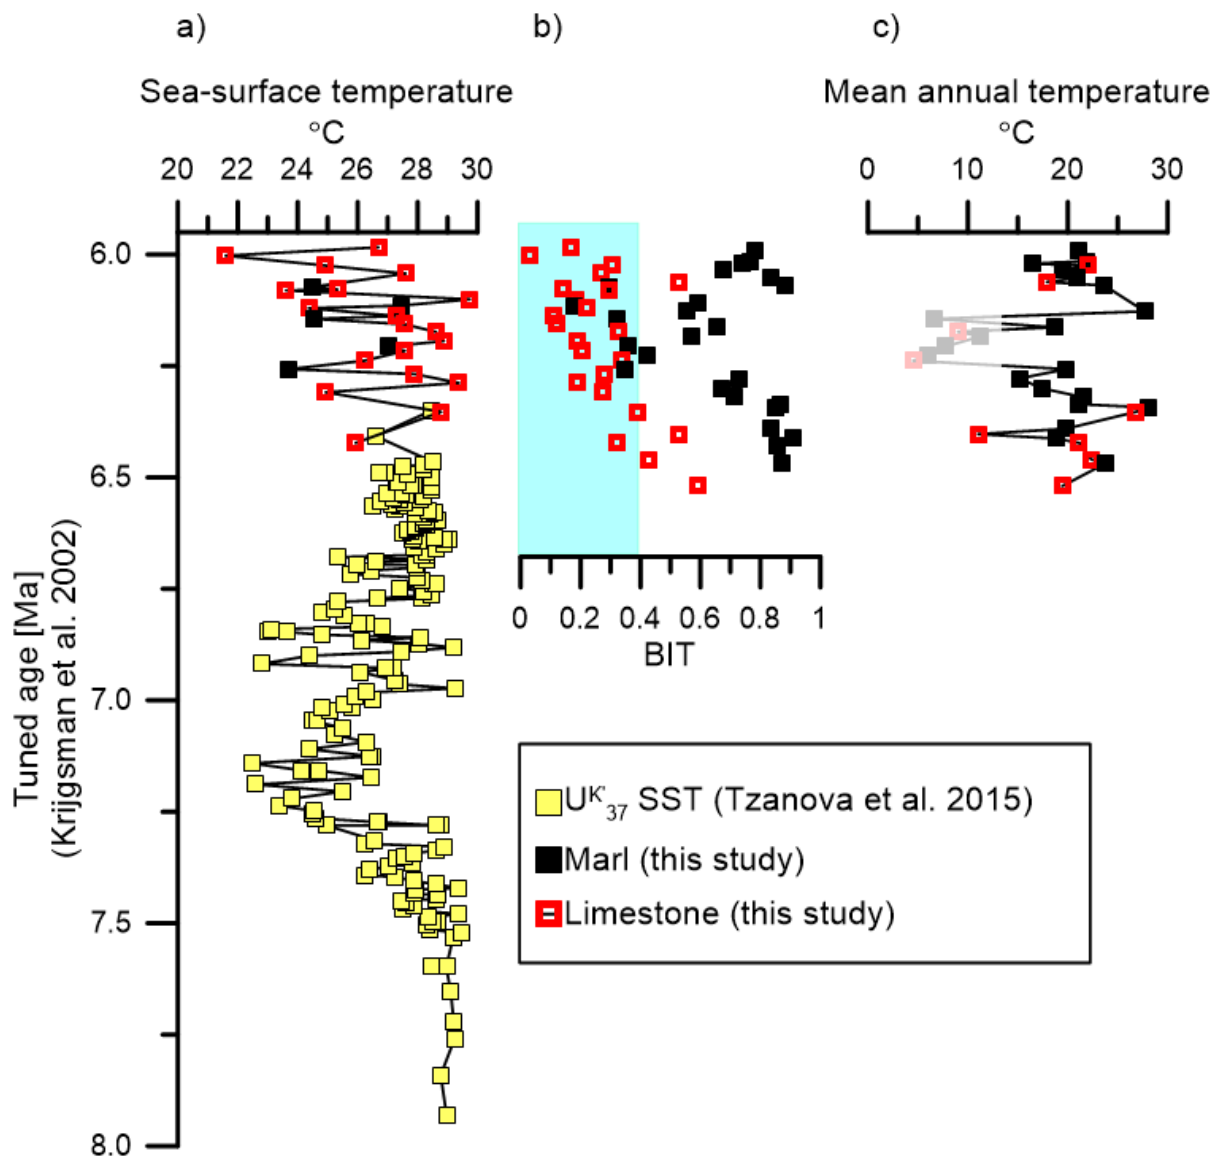 a)
b)
c)
Sea-surface temperature
°C
20 22 24 26 28 30
Mean annual temperature
°C
0 10 20 30
Tuned age [Ma]
(Krijgsman et al. 2002)
6.0
6.5
7.0
7.5
8.0
0 0.2 0.4 0.6 0.8 1
BIT
UK'37 SST (Tzanova et al. 2015)
Marl (this study)
Limestone (this study)